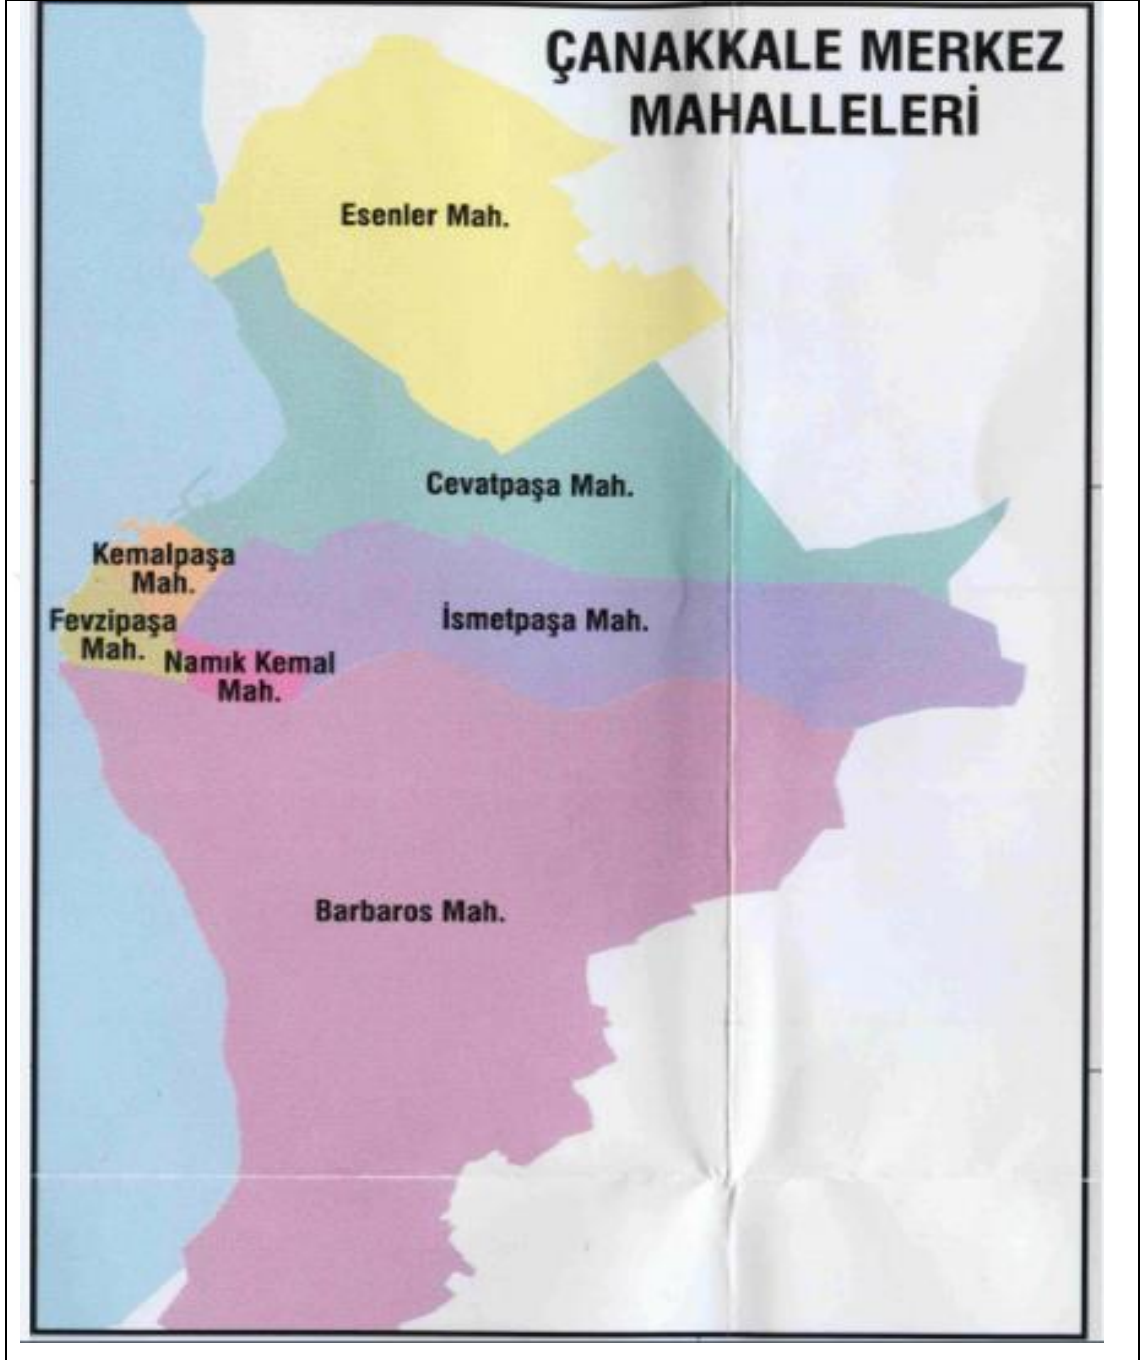 ÇANAKKALE MERKEZ
MAHALLELERİ
Esenler Mah.
Cevatpaşa Mah.
Kemalpaşa
Mah.
İsmetpaşa Mah.
Fevzipaşa
Mah.
Namık Kemal
Mah.
Barbaros Mah.